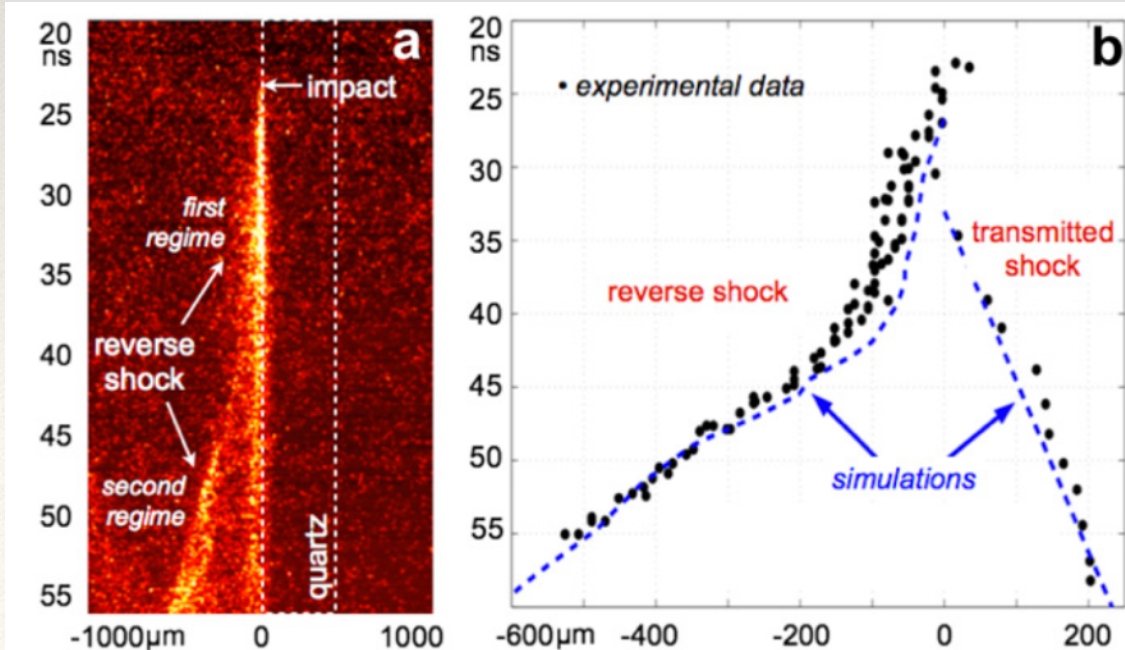 20
ns
25
30
35
40
45
50
55
a
impact
first
regime
reverse
shock
second
regime
quartz
-1000µm
0
1000
20
ns
25
30
35
40
45
50
55
b
• experimental data
reverse shock
transmitted
shock
simulations
-600µm
-400
-200
0
200